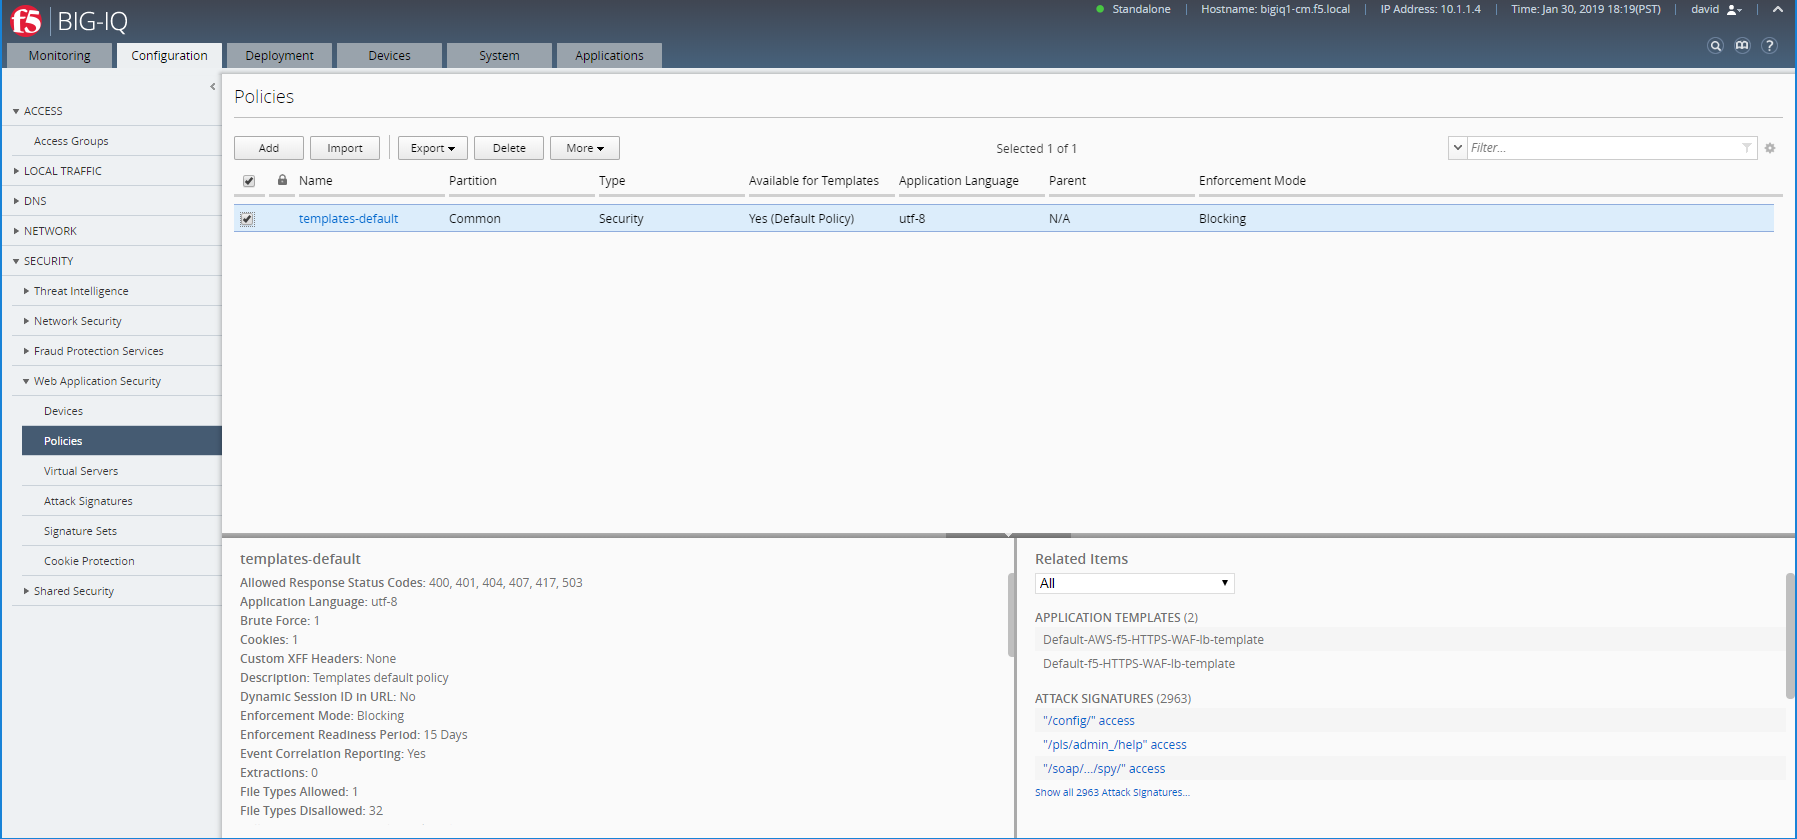 f5 BIG-IQ
Standalone Hostname: bigiq1-cm.f5.local IP Address: 10.1.1.4 Time: Jan 30, 2019 18:19(PST) david
Monitoring Configuration Deployment Devices System Applications
ACCESS
Access Groups
LOCAL TRAFFIC
DNS
NETWORK
SECURITY
Threat Intelligence
Network Security
Fraud Protection Services
Web Application Security
Devices
Policies
Virtual Servers
Attack Signatures
Signature Sets
Cookie Protection
Shared Security
Policies
Add Import Export Delete More Selected 1 of 1 Filter...
Name Partition Type Available for Templates Application Language Parent Enforcement Mode
templates-default Common Security Yes (Default Policy) utf-8 N/A Blocking
templates-default
Allowed Response Status Codes: 400, 401, 404, 407, 417, 503
Application Language: utf-8
Brute Force: 1
Cookies: 1
Custom XFF Headers: None
Description: Templates default policy
Dynamic Session ID in URL: No
Enforcement Mode: Blocking
Enforcement Readiness Period: 15 Days
Event Correlation Reporting: Yes
Extractions: 0
File Types Allowed: 1
File Types Disallowed: 32
Related Items
All
APPLICATION TEMPLATES (2)
Default-AWS-f5-HTTPS-WAF-lb-template
Default-f5-HTTPS-WAF-lb-template
ATTACK SIGNATURES (2963)
"/config/" access
"/pls/admin_/help" access
"/soap/.../spy/" access
Show all 2963 Attack Signatures...